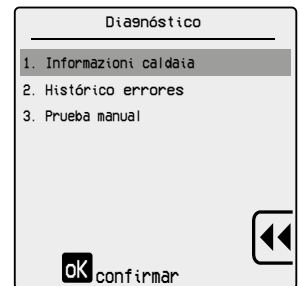 Diagnóstico
1. Informazioni caldaia
2. Histórico errores
3. Prueba manual
OK confirmar